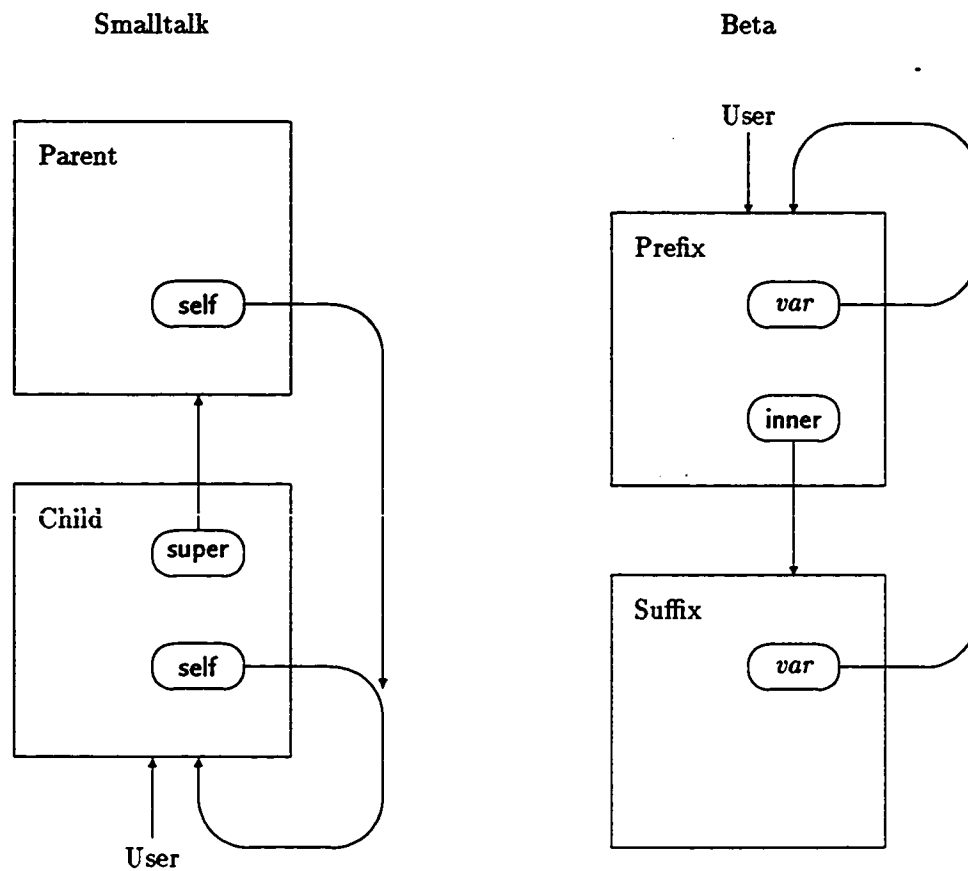 Smalltalk
Parent
self
Child
super
self
User
Beta
User
Prefix
var
inner
Suffix
var